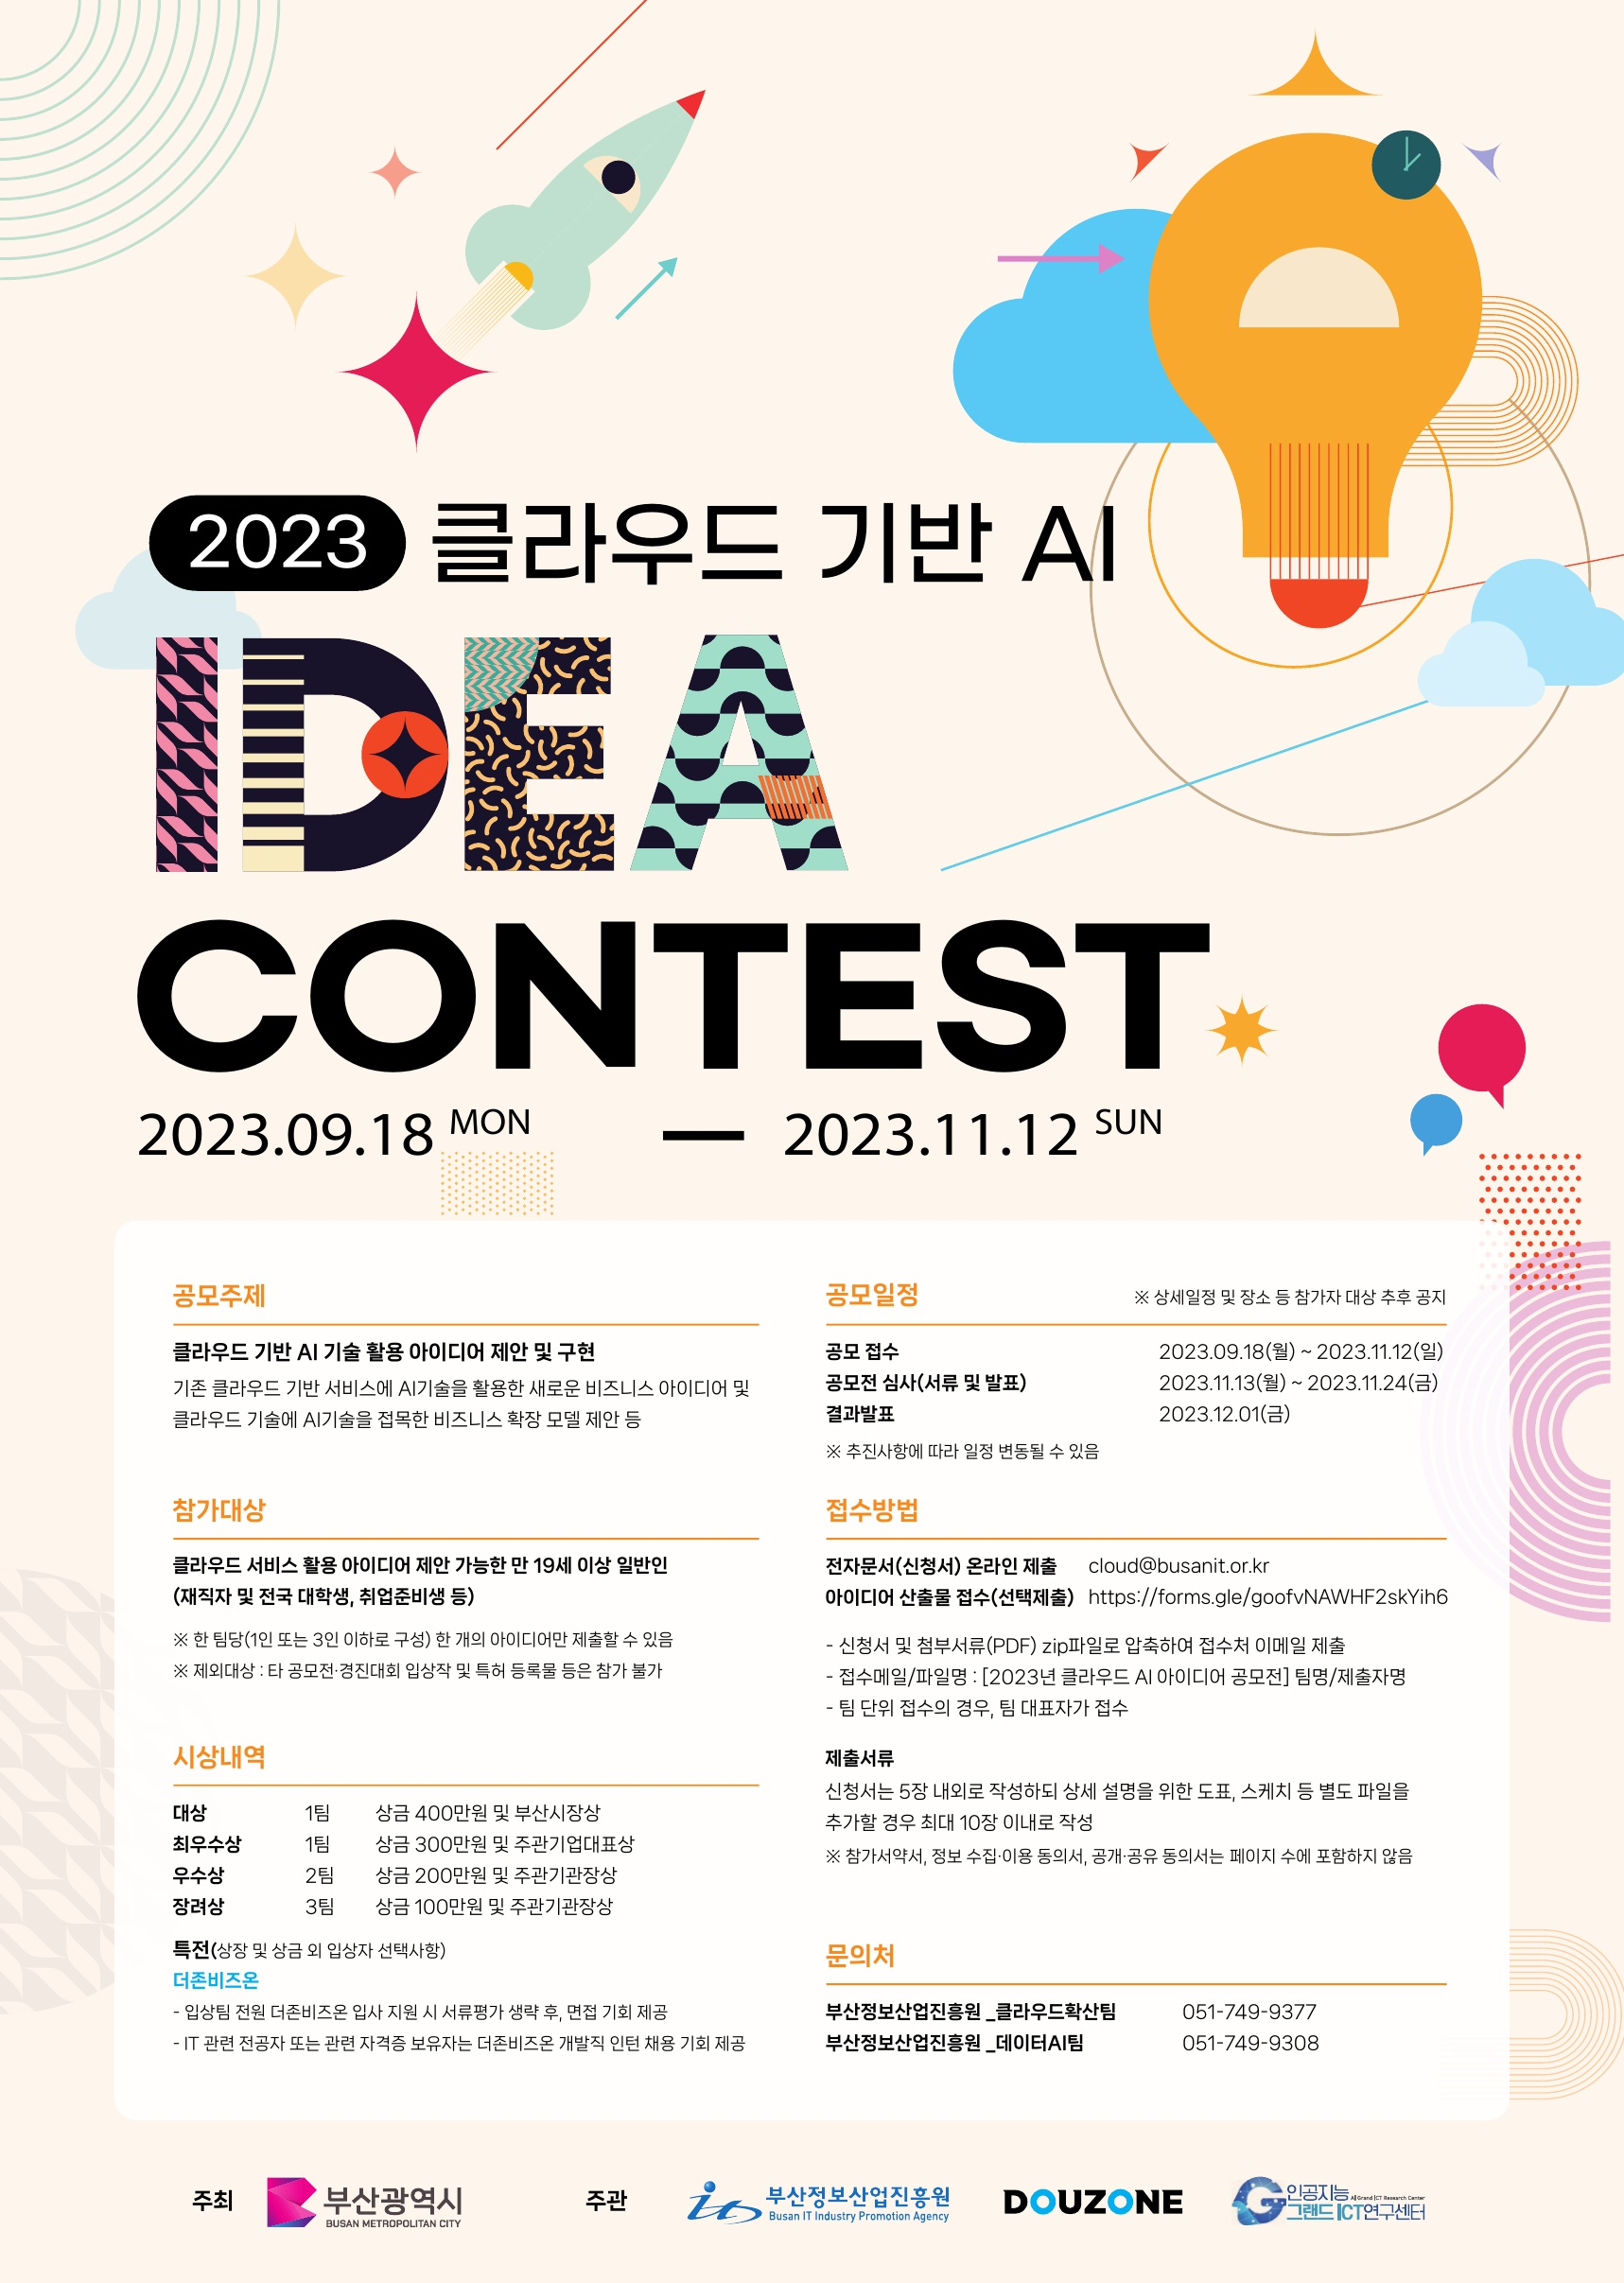 2023 클라우드 기반 AI
IDEA
CONTEST
2023.09.18 MON — 2023.11.12 SUN
공모주제
클라우드 기반 AI 기술 활용 아이디어 제안 및 구현
기존 클라우드 기반 서비스에 AI기술을 활용한 새로운 비즈니스 아이디어 및
클라우드 기술에 AI기술을 접목한 비즈니스 확장 모델 제안 등
참가대상
클라우드 서비스 활용 아이디어 제안 가능한 만 19세 이상 일반인
(재직자 및 전국 대학생, 취업준비생 등)
※ 한 팀당(1인 또는 3인 이하로 구성) 한 개의 아이디어만 제출할 수 있음
※ 제외대상 : 타 공모전·경진대회 입상작 및 특허 등록물 등은 참가 불가
시상내역
대상 1팀 상금 400만원 및 부산시장상
최우수상 1팀 상금 300만원 및 주관기업대표상
우수상 2팀 상금 200만원 및 주관기관장상
장려상 3팀 상금 100만원 및 주관기관장상
특전(상장 및 상금 외 입상자 선택사항)
더존비즈온
- 입상팀 전원 더존비즈온 입사 지원 시 서류평가 생략 후, 면접 기회 제공
- IT 관련 전공자 또는 관련 자격증 보유자는 더존비즈온 개발직 인턴 채용 기회 제공
공모일정 ※ 상세일정 및 장소 등 참가자 대상 추후 공지
공모 접수 2023.09.18(월) ~ 2023.11.12(일)
공모전 심사(서류 및 발표) 2023.11.13(월) ~ 2023.11.24(금)
결과발표 2023.12.01(금)
※ 추진사항에 따라 일정 변동될 수 있음
접수방법
전자문서(신청서) 온라인 제출 cloud@busanit.or.kr
아이디어 산출물 접수(선택제출) https://forms.gle/goofvNAWHF2skYih6
- 신청서 및 첨부서류(PDF) zip파일로 압축하여 접수처 이메일 제출
- 접수메일/파일명 : [2023년 클라우드 AI 아이디어 공모전] 팀명/제출자명
- 팀 단위 접수의 경우, 팀 대표자가 접수
제출서류
신청서는 5장 내외로 작성하되 상세 설명을 위한 도표, 스케치 등 별도 파일을
추가할 경우 최대 10장 이내로 작성
※ 참가서약서, 정보 수집·이용 동의서, 공개·공유 동의서는 페이지 수에 포함하지 않음
문의처
부산정보산업진흥원 _클라우드확산팀 051-749-9377
부산정보산업진흥원 _데이터AI팀 051-749-9308
주최 부산광역시
BUSAN METROPOLITAN CITY
주관 부산정보산업진흥원
Busan IT Industry Promotion Agency
DOUZONE
인공지능 AI Grand ICT Research Center
그랜드 ICT연구센터